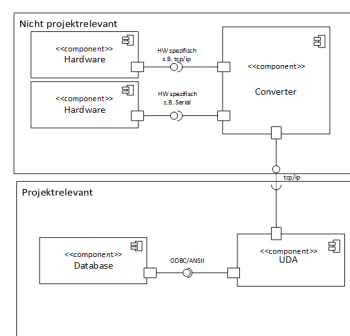 Nicht projektrelevant
<<component>>
Hardware
HW spezifisch
z.B. tcp/ip
<<component>>
Converter
<<component>>
Hardware
HW spezifisch
z.B. Serial
tcp/ip
Projektrelevant
<<component>>
Database
ODBC/ANSII
<<component>>
UDA